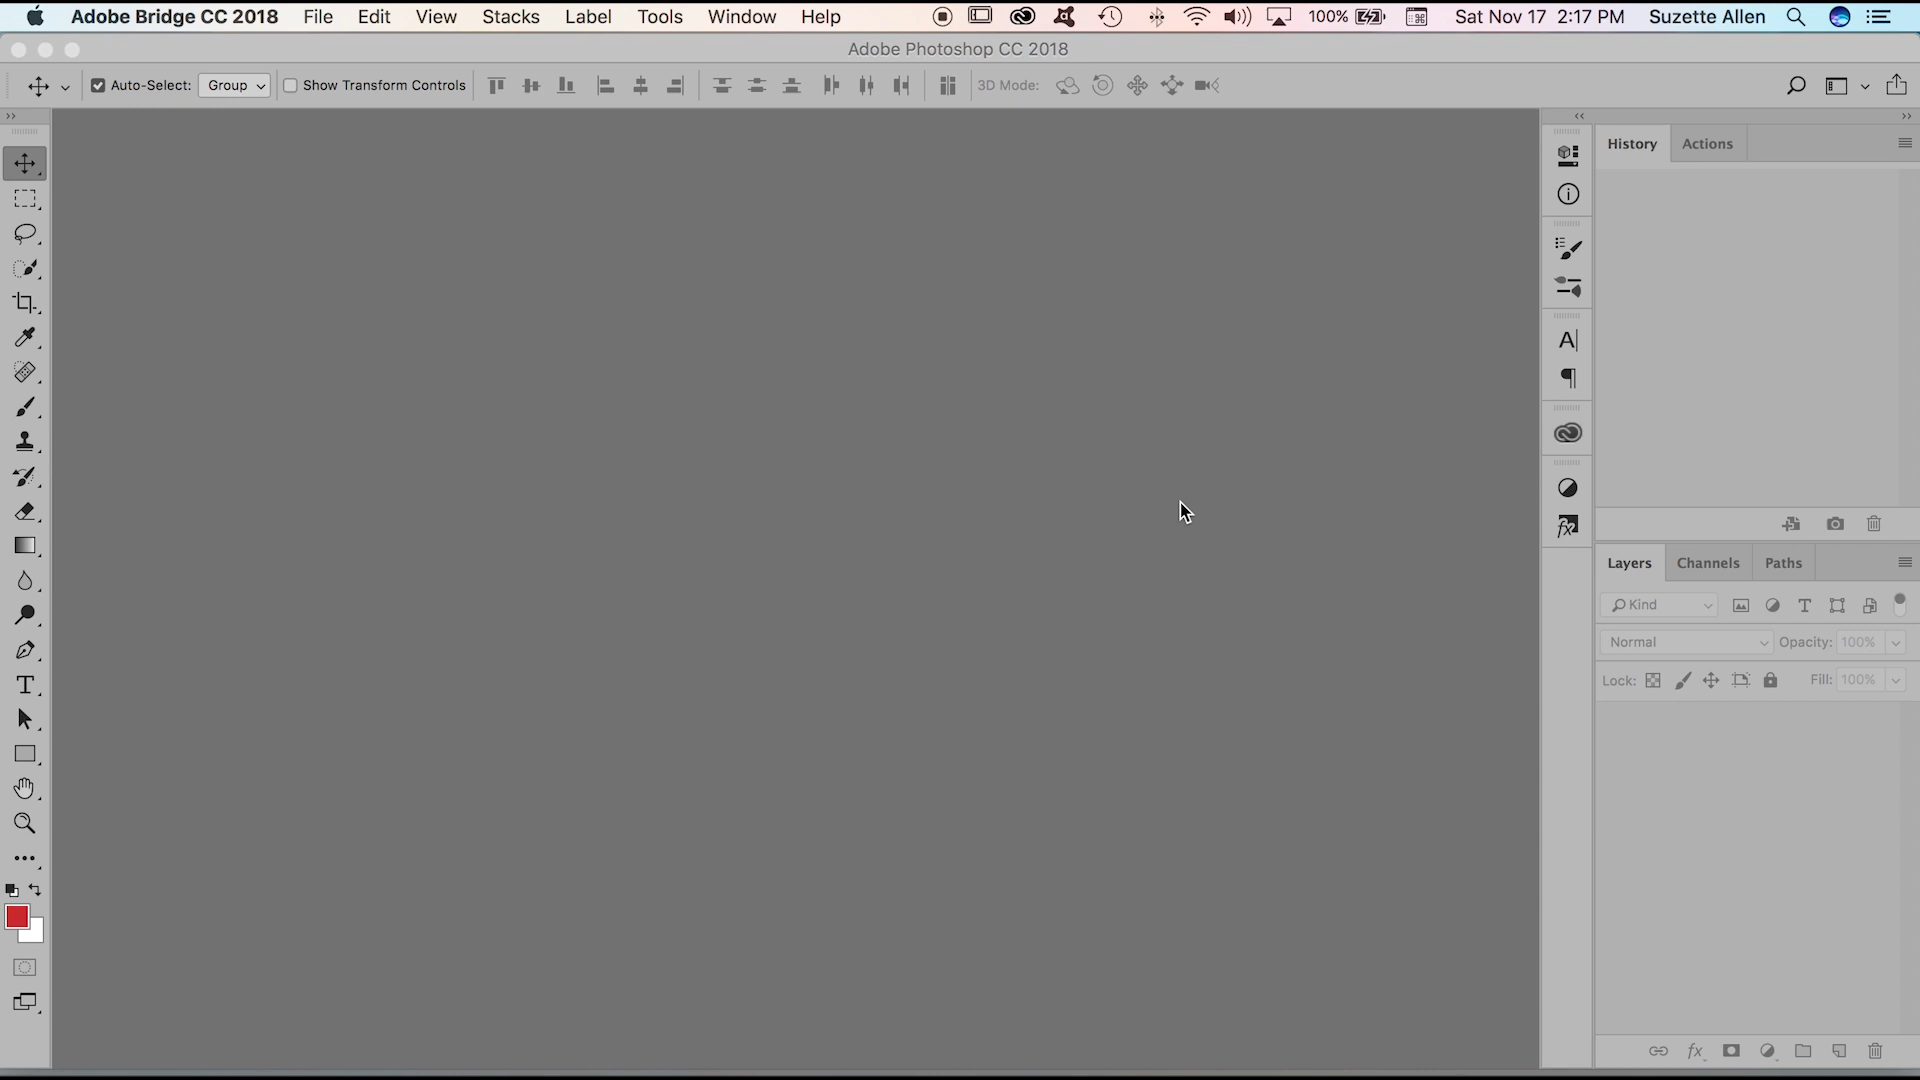 Adobe Bridge CC 2018 File Edit View Stacks Label Tools Window Help 100% Sat Nov 17 2:17 PM Suzette Allen
Adobe Photoshop CC 2018
Auto-Select: Group Show Transform Controls 3D Mode:
History Actions
Layers Channels Paths
Kind
Normal Opacity: 100%
Lock: Fill: 100%